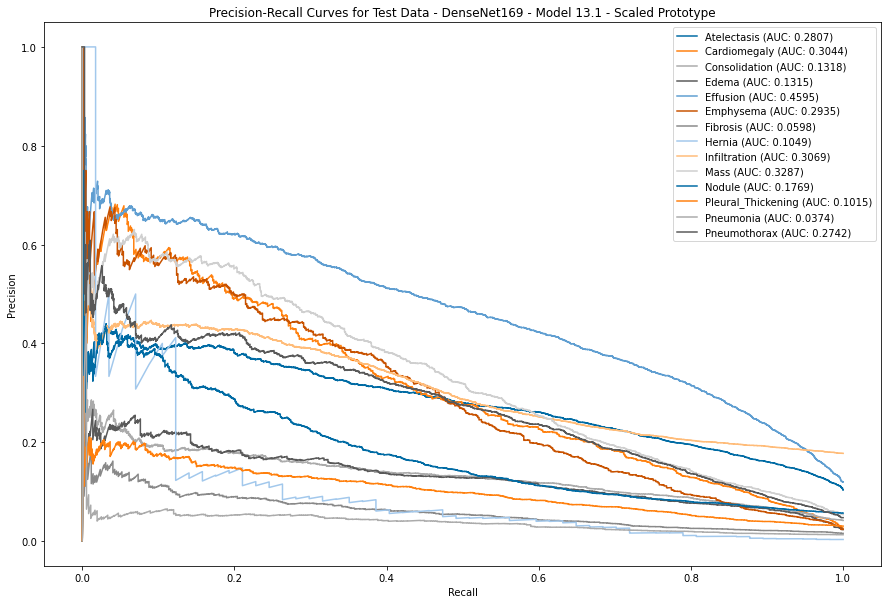 Precision-Recall Curves for Test Data - DenseNet169 - Model 13.1 - Scaled Prototype
Atelectasis (AUC: 0.2807)
Cardiomegaly (AUC: 0.3044)
Consolidation (AUC: 0.1318)
Edema (AUC: 0.1315)
Effusion (AUC: 0.4595)
Emphysema (AUC: 0.2935)
Fibrosis (AUC: 0.0598)
Hernia (AUC: 0.1049)
Infiltration (AUC: 0.3069)
Mass (AUC: 0.3287)
Nodule (AUC: 0.1769)
Pleural_Thickening (AUC: 0.1015)
Pneumonia (AUC: 0.0374)
Pneumothorax (AUC: 0.2742)
1.0
0.8
0.6
0.4
0.2
0.0
Precision
0.0 0.2 0.4 0.6 0.8 1.0
Recall